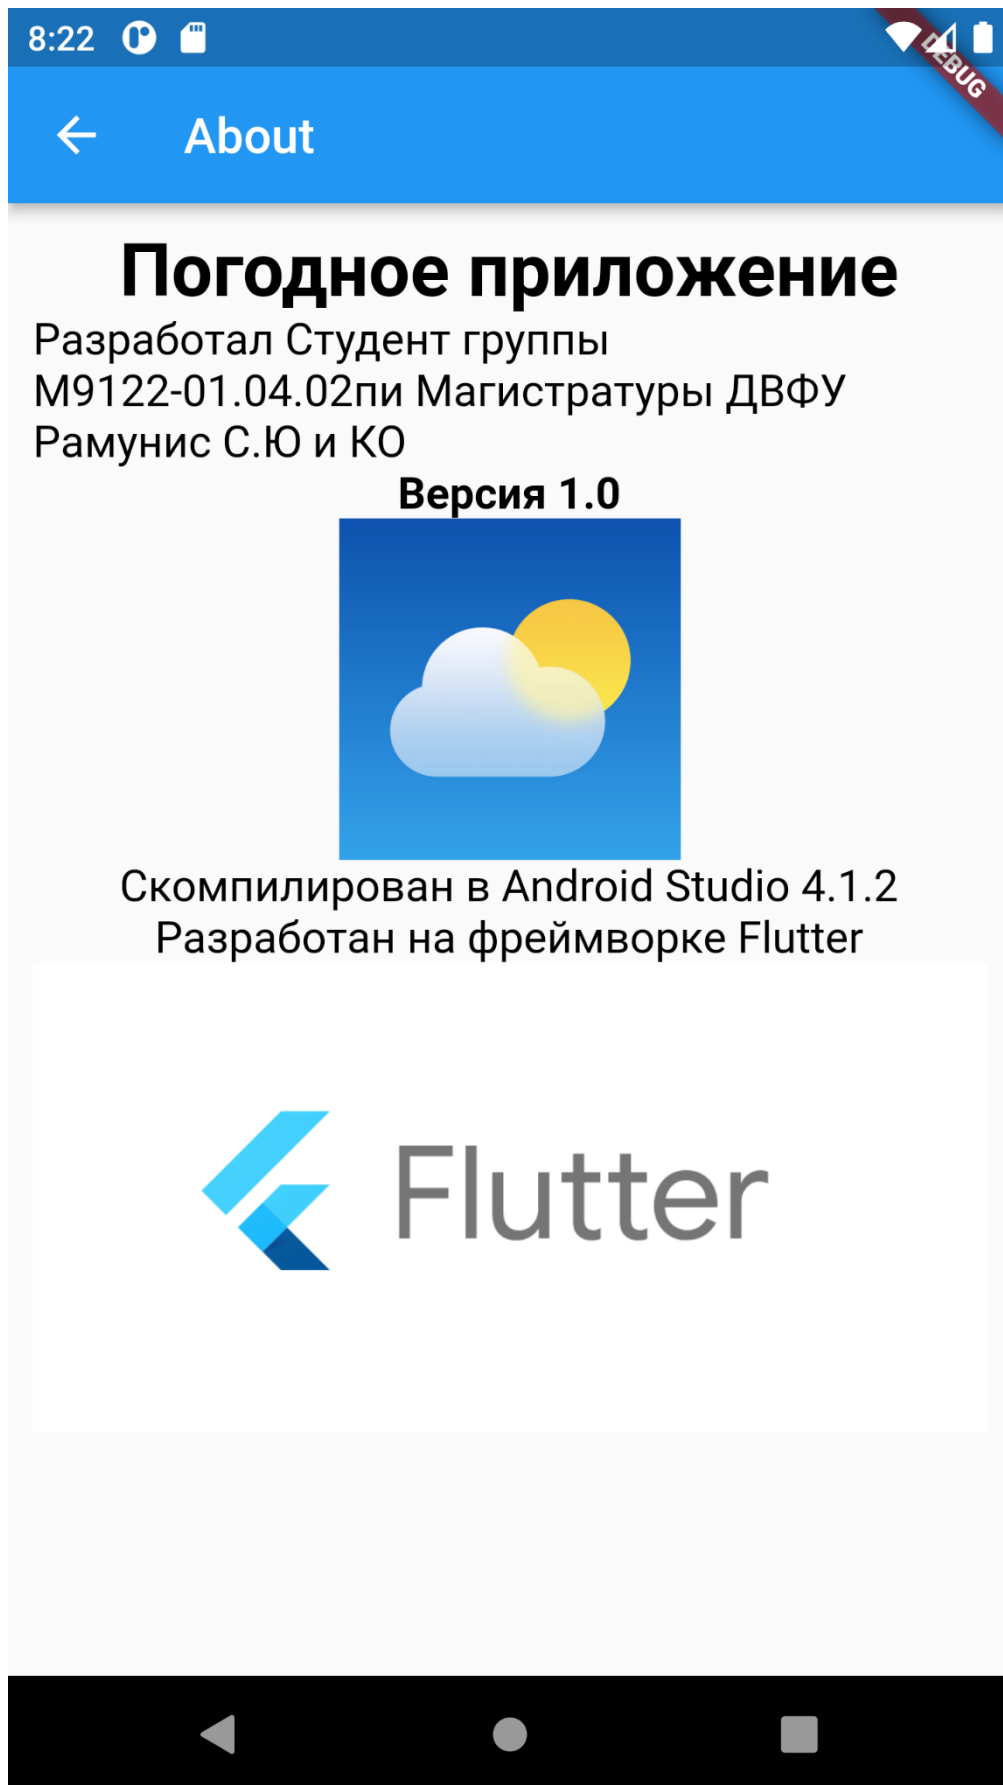 8:22
DEBUG
About
Погодное приложение
Разработал Студент группы
М9122-01.04.02пи Магистратуры ДВФУ
Рамунис С.Ю и КО
Версия 1.0
Скомпилирован в Android Studio 4.1.2
Разработан на фреймворке Flutter
Flutter